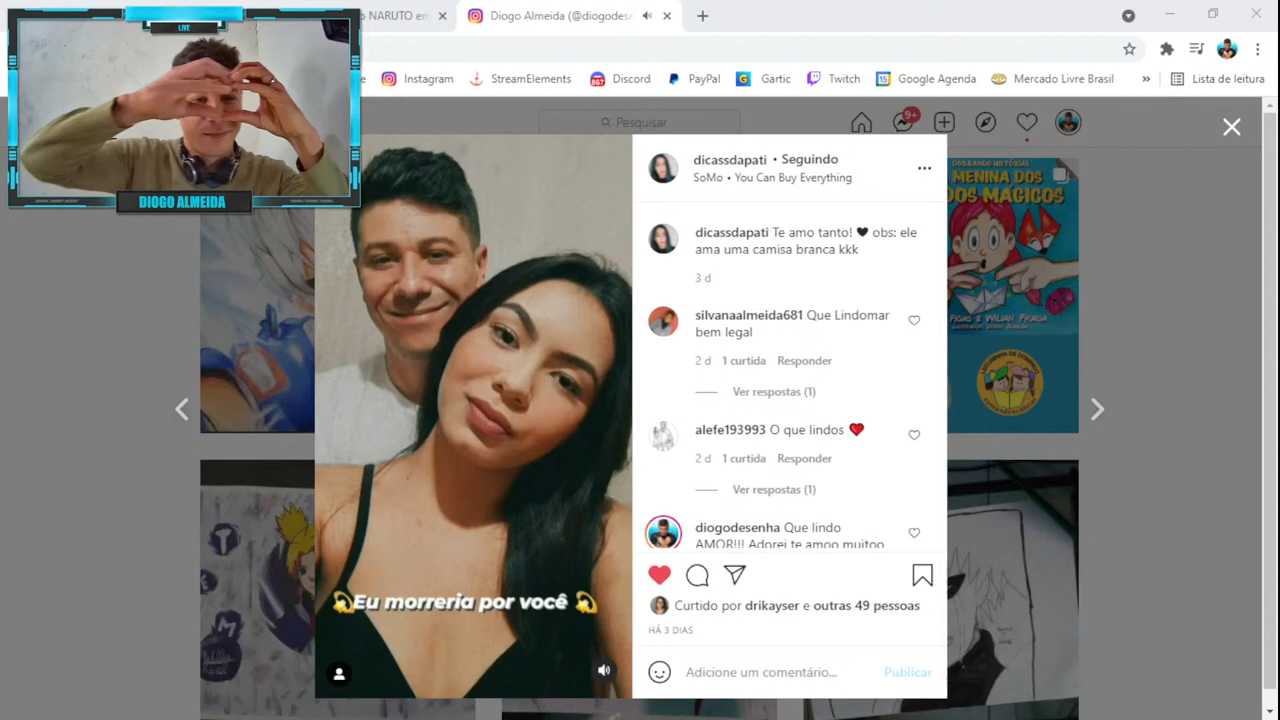 NARUTO em
Diogo Almeida (@diogodese
LIVE
DIOGO ALMEIDA
Instagram
StreamElements
867
Discord
PayPal
G
Gartic
Twitch
15
Google Agenda
Mercado Livre Brasil
»
Lista de leitura
Pesquisar
9+
dicassdapati • Seguindo
SoMo • You Can Buy Everything
dicassdapati Te amo tanto! 🖤 obs: ele
ama uma camisa branca kkk
3 d
silvanaalmeida681 Que Lindomar
bem legal
2 d 1 curtida Responder
Ver respostas (1)
alefe193993 O que lindos ❤️
2 d 1 curtida Responder
Ver respostas (1)
diogodesenha Que lindo
AMOR!!! Adorei te amoo muitoo
💫Eu morreria por você 💫
Curtido por drikayser e outras 49 pessoas
HÁ 3 DIAS
Adicione um comentário...
Publicar
MENINA DOS
DOS MÁGICOS
T
M